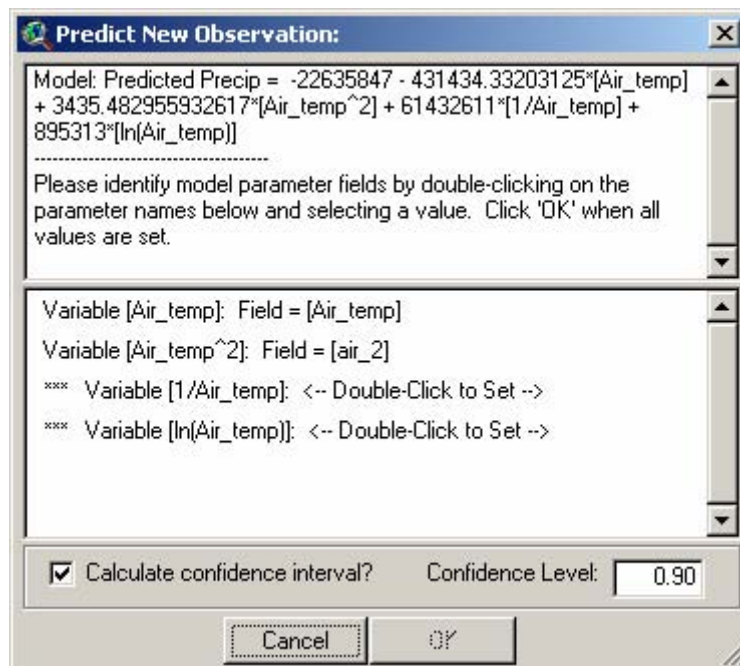 Predict New Observation:
Model: Predicted Precip = -22635847 - 431434.33203125*[Air_temp]
+ 3435.482955932617*[Air_temp^2] + 61432611*[1/Air_temp] +
895313*[ln(Air_temp)]
---------------------------------------
Please identify model parameter fields by double-clicking on the
parameter names below and selecting a value. Click 'OK' when all
values are set.
Variable [Air_temp]: Field = [Air_temp]
Variable [Air_temp^2]: Field = [air_2]
*** Variable [1/Air_temp]: <-- Double-Click to Set -->
*** Variable [ln(Air_temp)]: <-- Double-Click to Set -->
Calculate confidence interval? Confidence Level: 0.90
Cancel OK